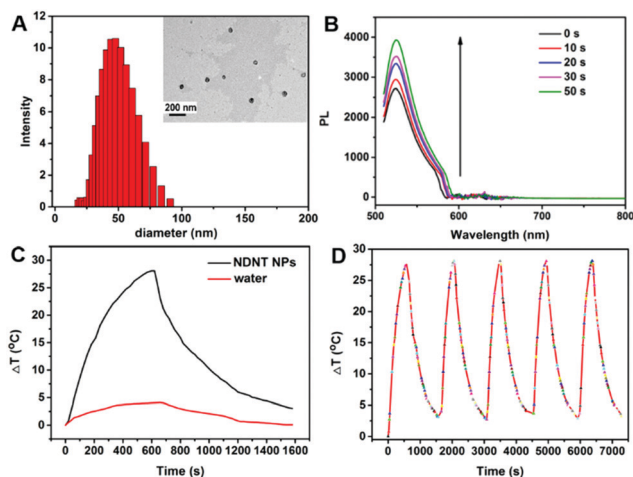 A
12
10
8
6
4
2
0
Intensity
0 50 100 150 200
diameter (nm)
200 nm
B
4000
3000
2000
1000
0
PL
500 600 700 800
Wavelength (nm)
0 s
10 s
20 s
30 s
50 s
C
30
25
20
15
10
5
0
△T (°C)
NDNT NPs
water
0 200 400 600 800 1000 1200 1400 1600
Time (s)
D
30
25
20
15
10
5
0
△T (°C)
0 1000 2000 3000 4000 5000 6000 7000
Time (s)